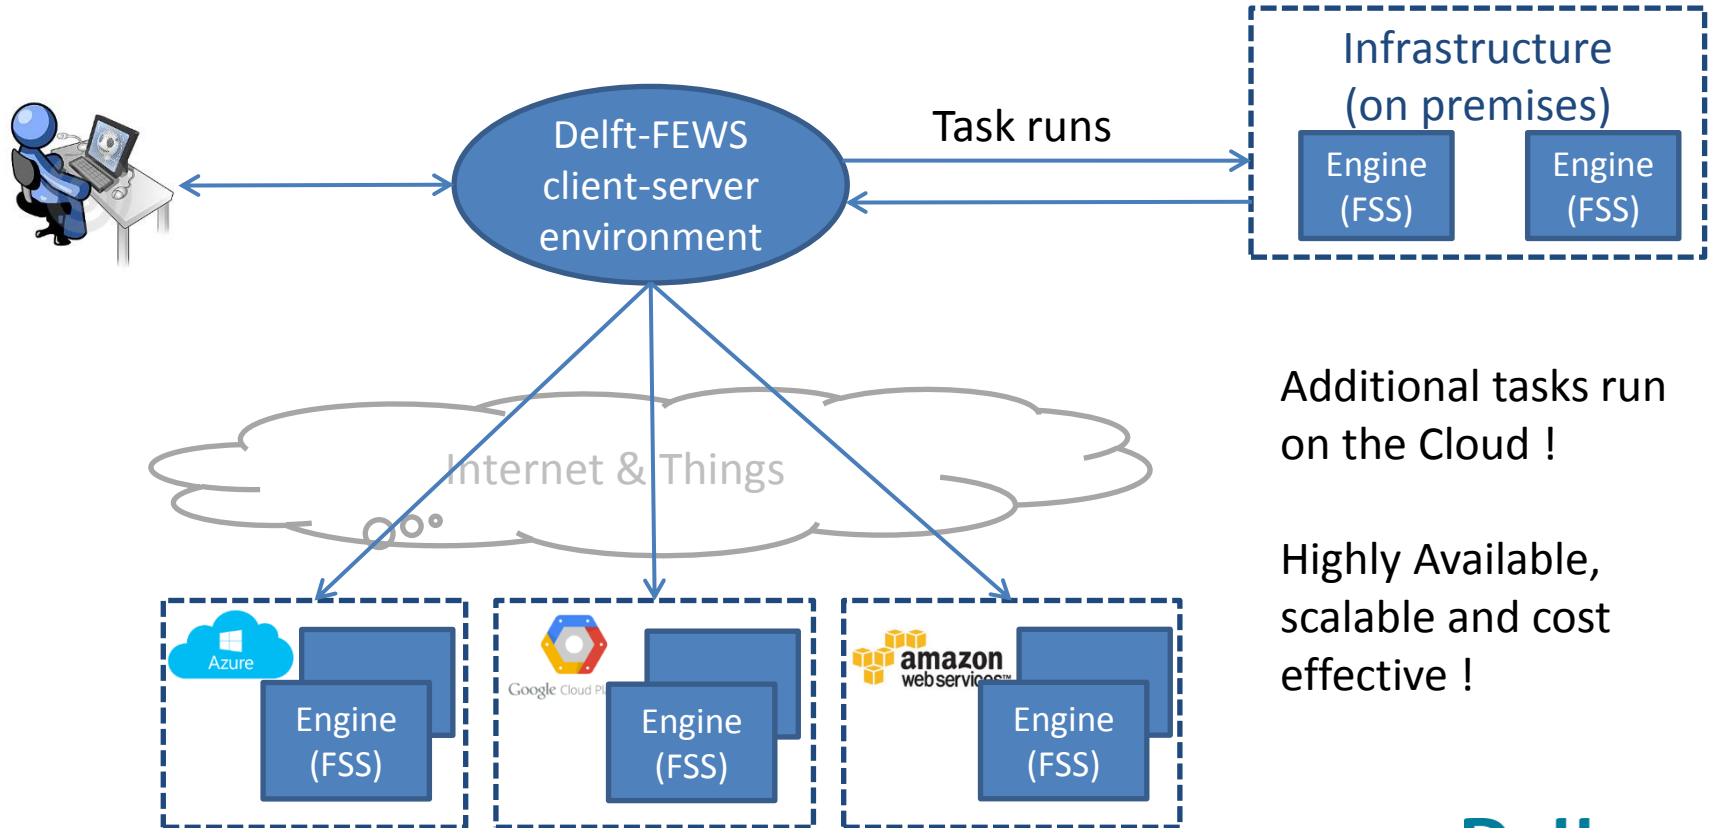 Infrastructure
(on premises)
Engine
(FSS)
Engine
(FSS)
Delft-FEWS
client-server
environment
Task runs
Additional tasks run
on the Cloud !
Internet & Things
Highly Available,
scalable and cost
effective !
Azure
Engine
(FSS)
Google Cloud
Engine
(FSS)
amazon
web services™
Engine
(FSS)